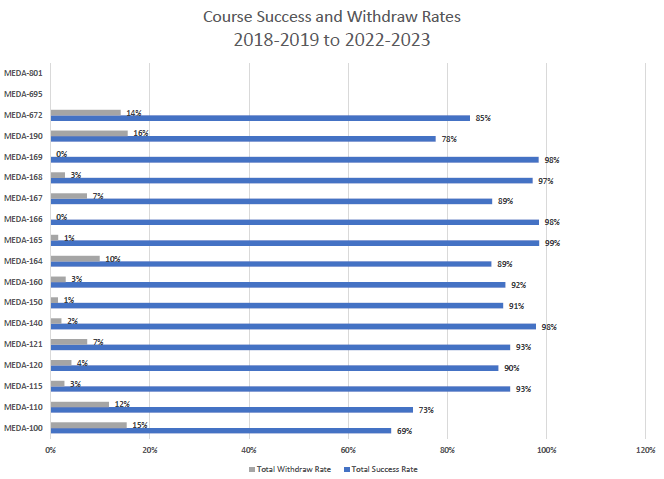 Course Success and Withdraw Rates
2018-2019 to 2022-2023
MEDA-801
MEDA-695
MEDA-672 14% 85%
MEDA-190 16% 78%
MEDA-169 0% 98%
MEDA-168 3% 97%
MEDA-167 7% 89%
MEDA-166 0% 98%
MEDA-165 1% 99%
MEDA-164 10% 89%
MEDA-160 3% 92%
MEDA-150 1% 91%
MEDA-140 2% 98%
MEDA-121 7% 93%
MEDA-120 4% 90%
MEDA-115 3% 93%
MEDA-110 12% 73%
MEDA-100 15% 69%
0% 20% 40% 60% 80% 100% 120%
Total Withdraw Rate Total Success Rate